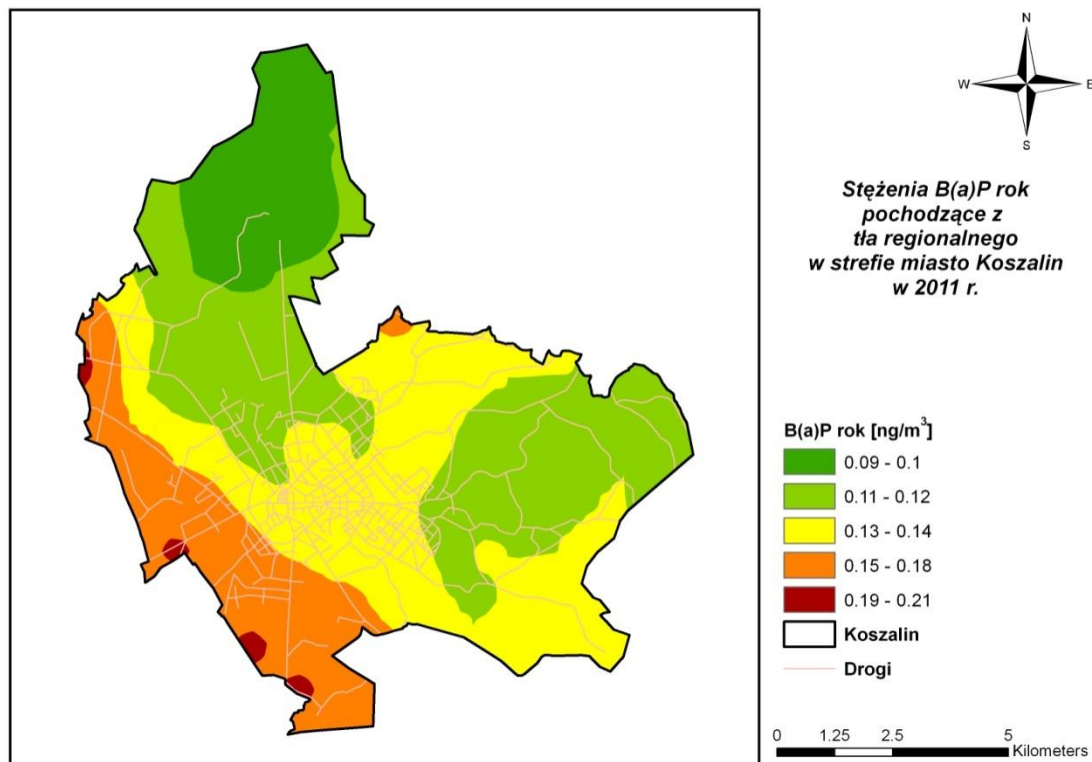 N
W
E
S
Stężenia B(a)P rok
pochodzące z
tła regionalnego
w strefie miasto Koszalin
w 2011 r.
B(a)P rok [ng/m³]
0.09 - 0.1
0.11 - 0.12
0.13 - 0.14
0.15 - 0.18
0.19 - 0.21
Koszalin
Drogi
0 1.25 2.5 5
Kilometers